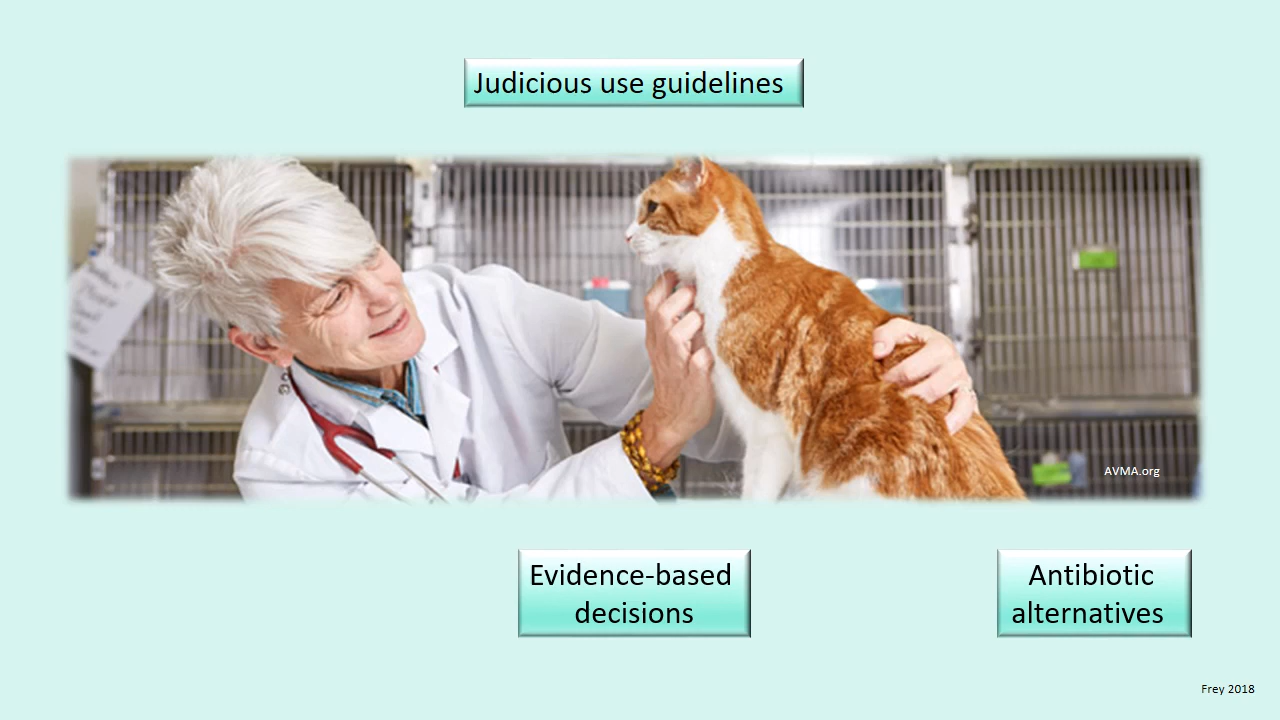 Judicious use guidelines
AVMA.org
Evidence-based
decisions
Antibiotic
alternatives
Frey 2018